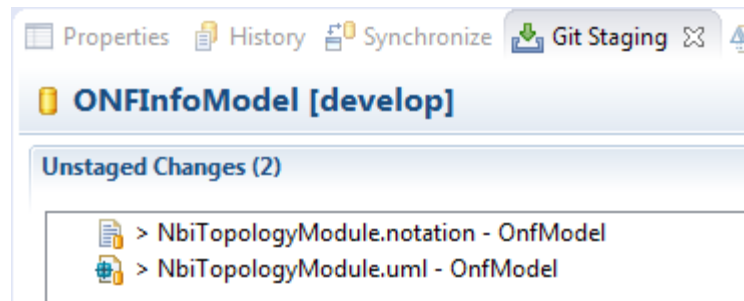 Properties History Synchronize Git Staging
ONFInfoModel [develop]
Unstaged Changes (2)
> NbiTopologyModule.notation - OnfModel
> NbiTopologyModule.uml - OnfModel